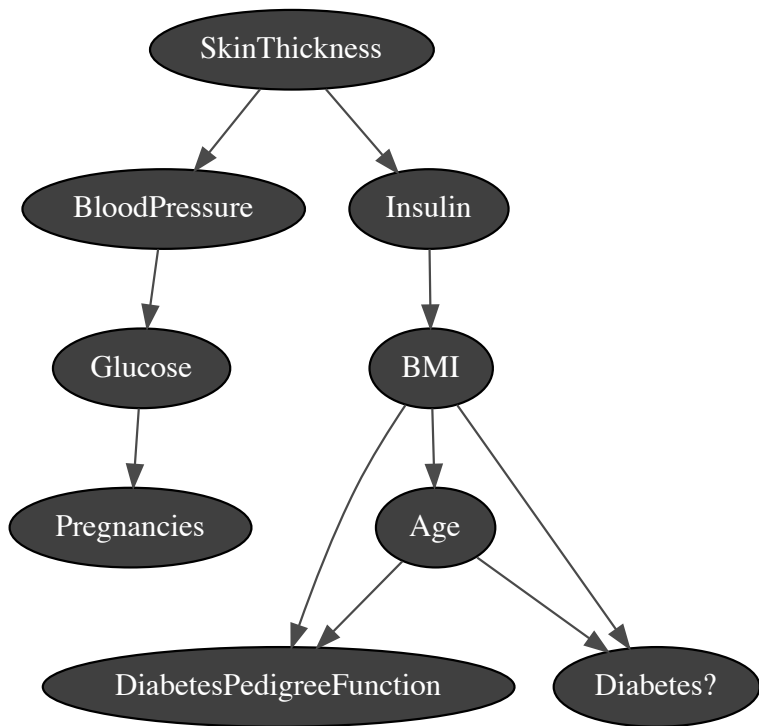 SkinThickness
BloodPressure
Insulin
Glucose
BMI
Pregnancies
Age
DiabetesPedigreeFunction
Diabetes?